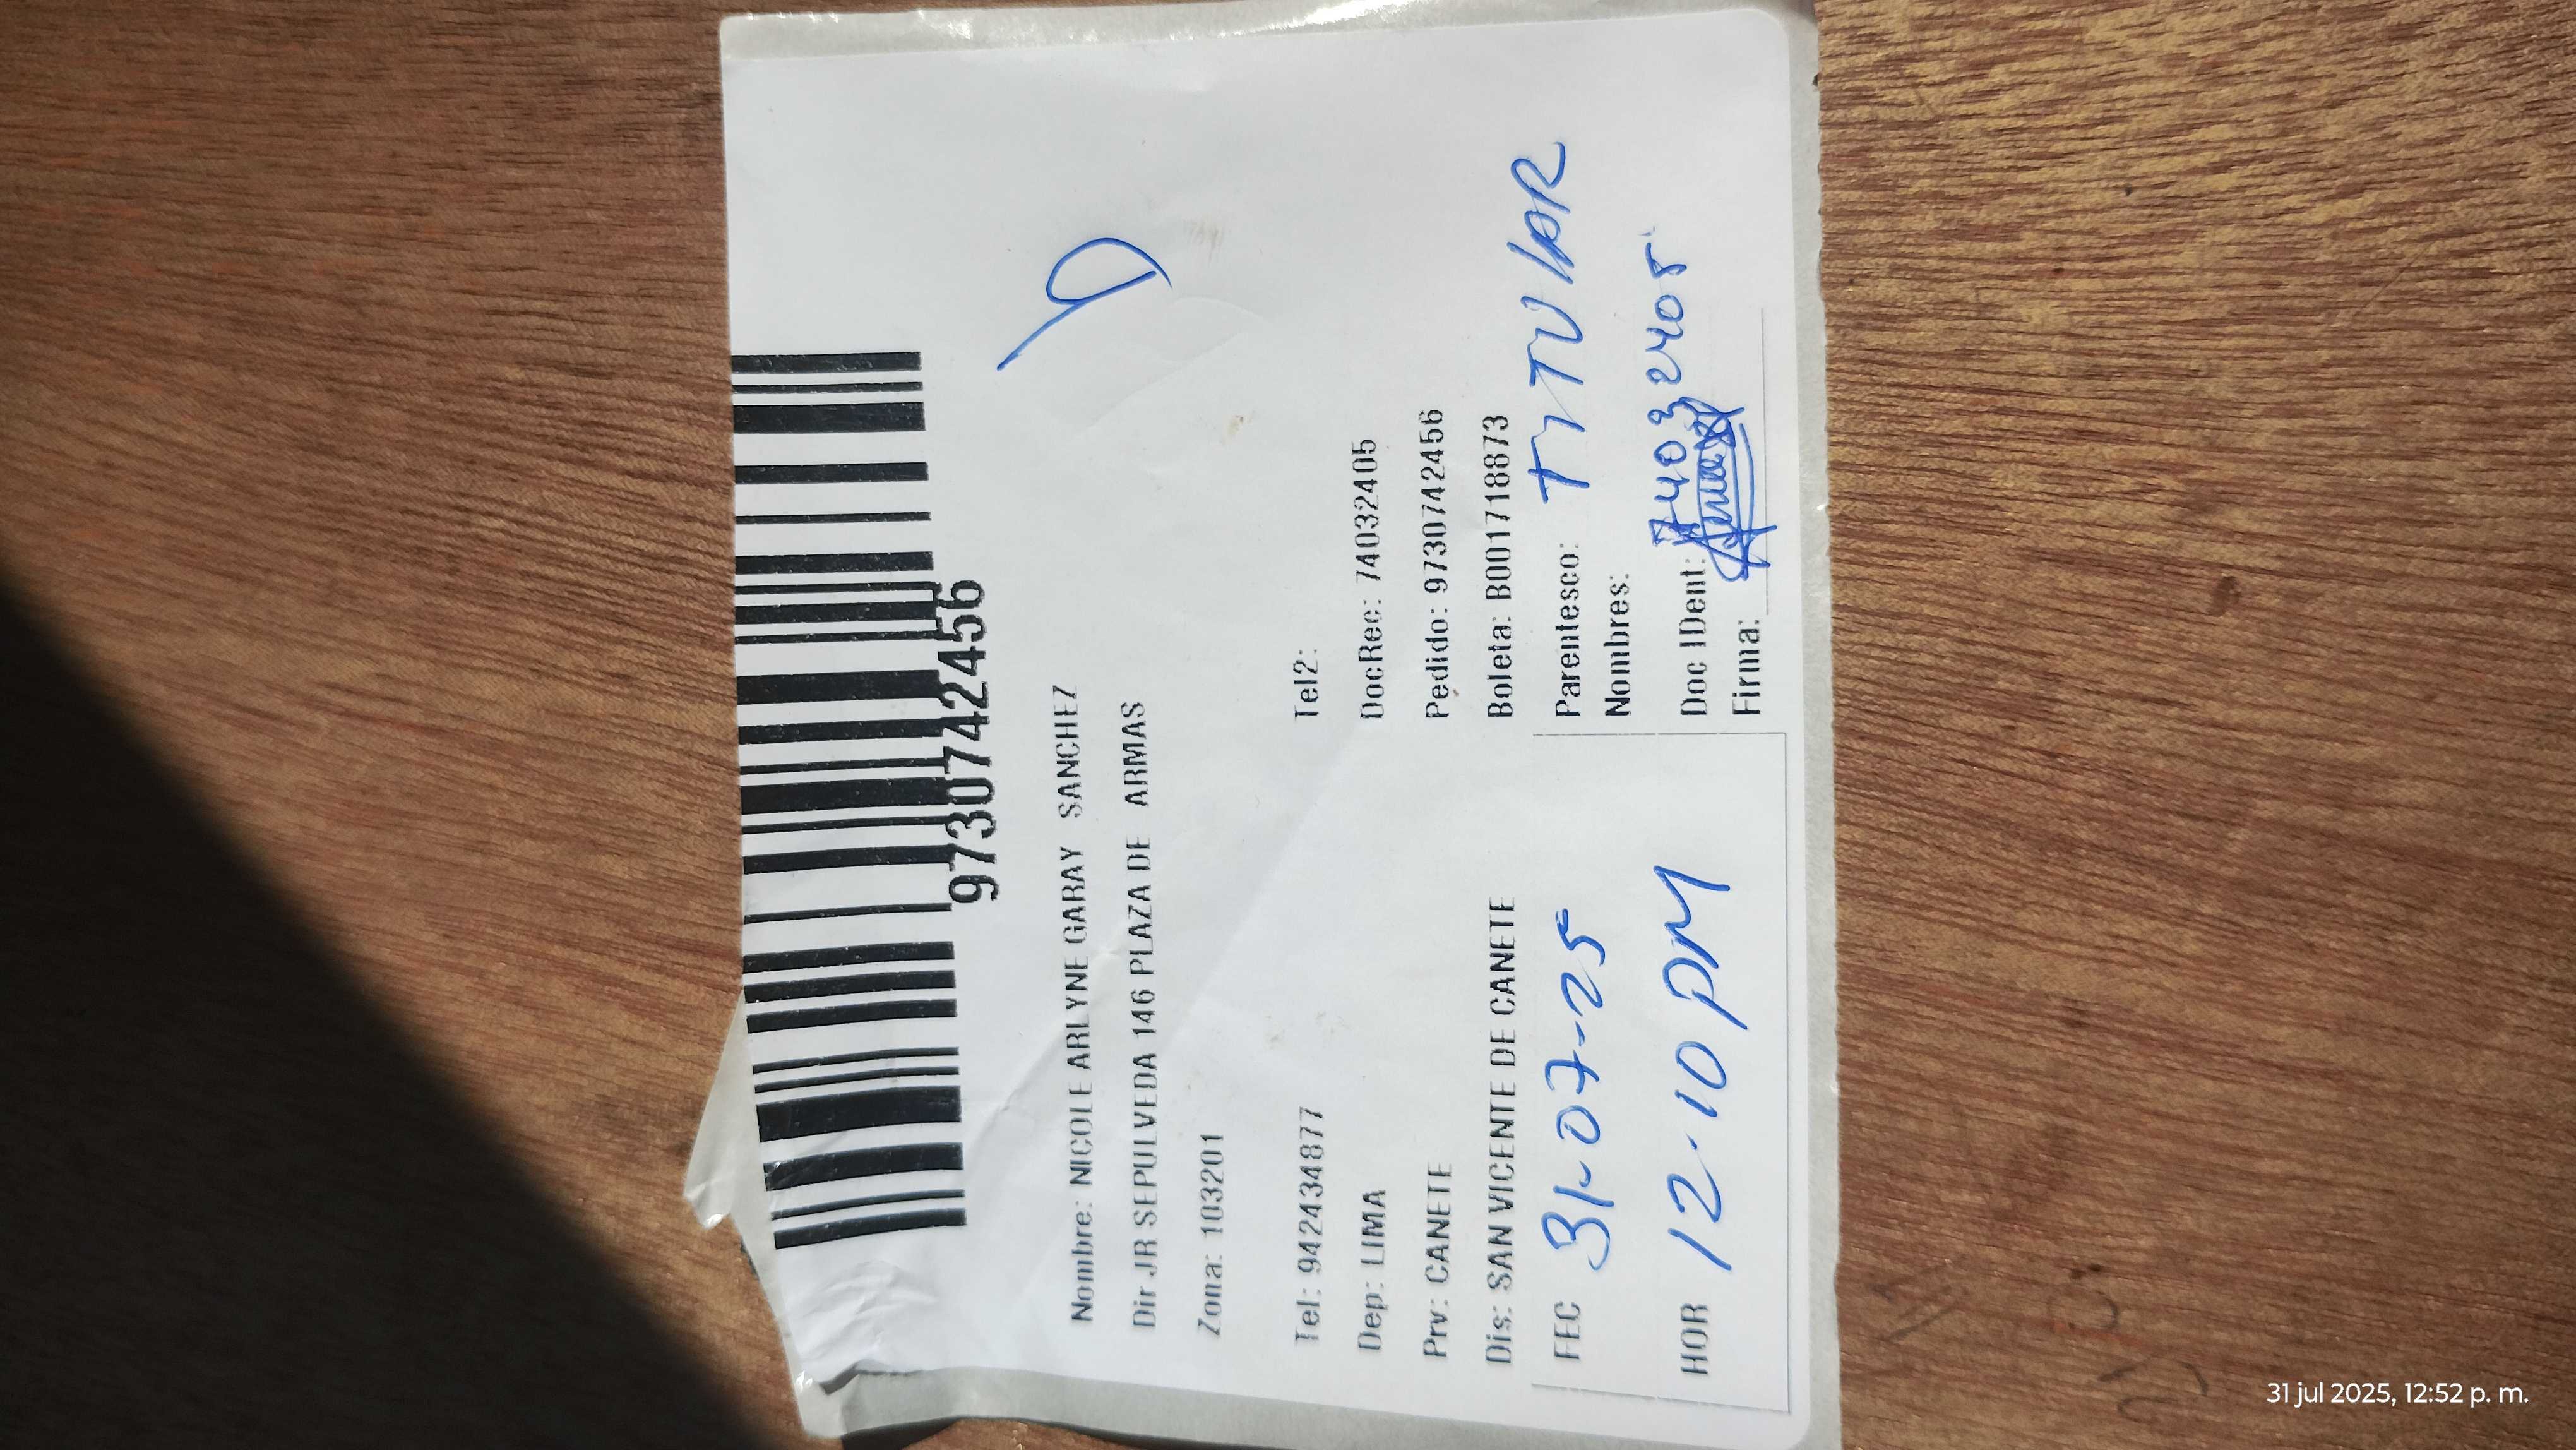 9730742456
Nombre: NICOLE ARLYNE GARAY SANCHEZ
Dir JR SEPULVEDA 146 PLAZA DE ARMAS
Zona: 103201
Tel: 942434877 Tel2:
Dep: LIMA DocRec: 74032405
Prv: CANETE Pedido: 9730742456
Dis: SAN VICENTE DE CANETE Boleta: B001718873
FEC 31-07-25 Parentesco: TITULAR
Nombres:
HOR 12.10 PM Doc IDent: 74032405
Firma:
31 jul 2025, 12:52 p. m.